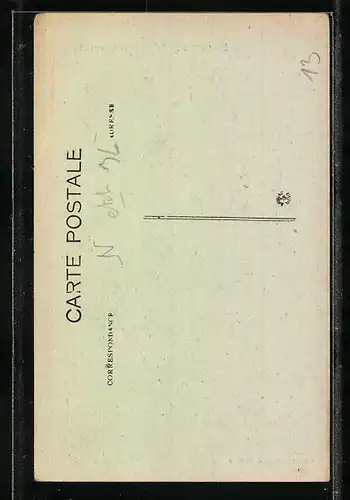 CARTE POSTALE
CORRESPONDANCE
ADRESSE
13